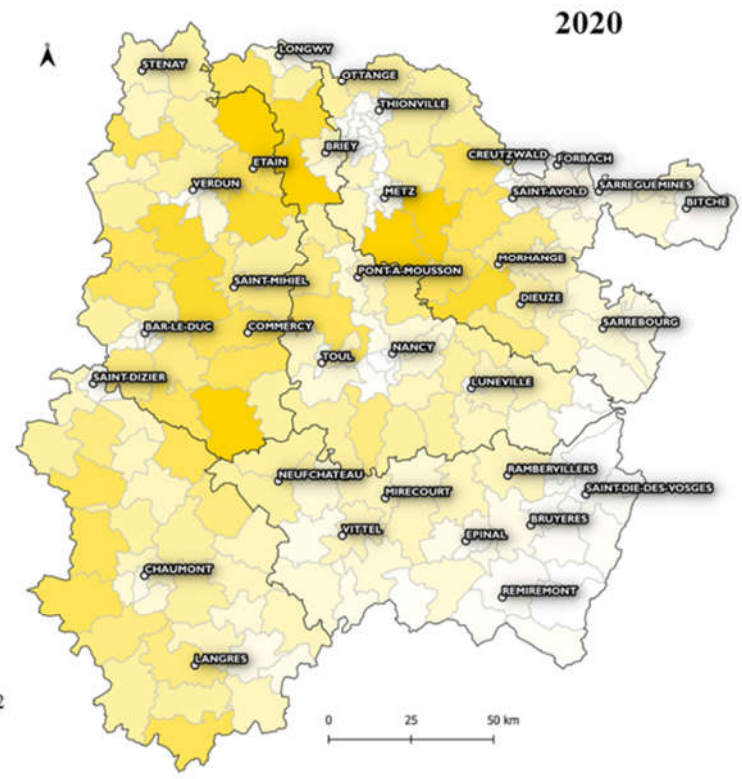 2020
LONGWY
STENAY
OTTANGE
THIONVILLE
BRIEY
CREUTZWALD
FORBACH
ETAIN
VERDUN
METZ
SAINT-AVOLD
SARREGUEMINES
BITCHE
MORHANGE
PONT-A-MOUSSON
SAINT-MIHIEL
DIEUZE
BAR-LE-DUC
COMMERCY
SARREBOURG
TOUL
NANCY
SAINT-DIZIER
LUNEVILLE
NEUFCHATEAU
RAMBERVILLERS
MIRECOURT
SAINT-DIE-DES-VOSGES
VITTEL
EPINAL
BRUYERES
CHAUMONT
REMIREMONT
LANGRES
2
0 25 50 km